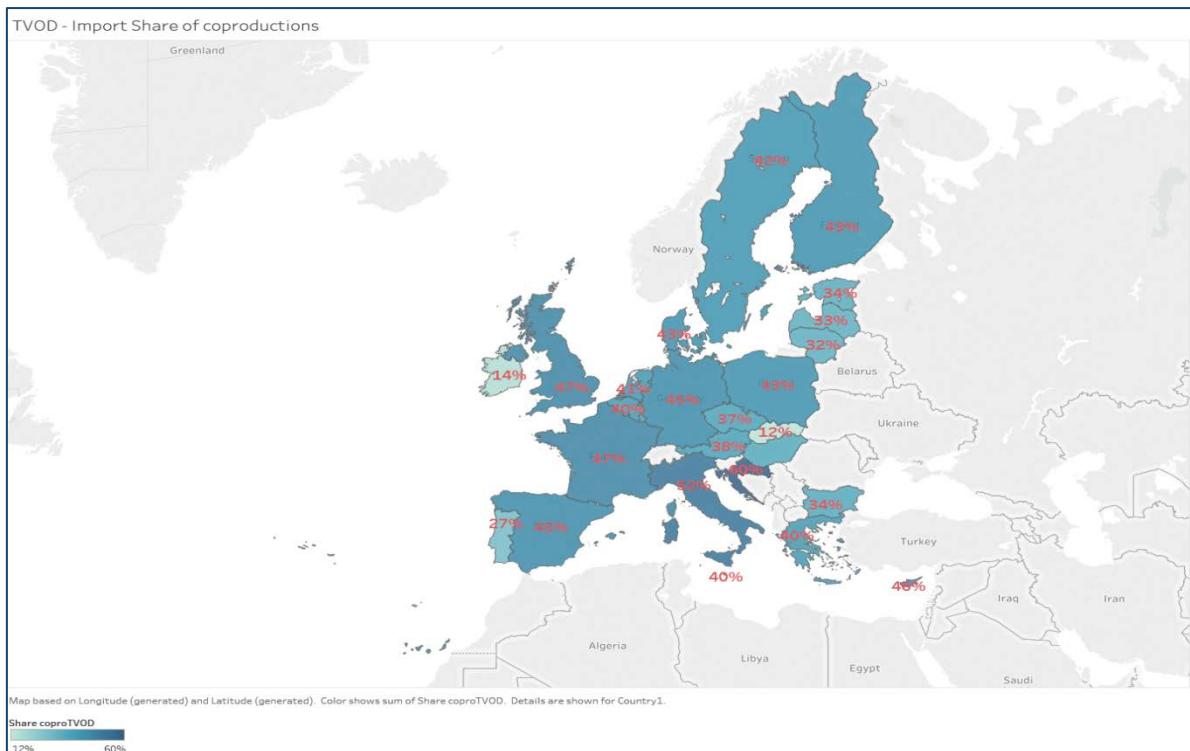 TVOD - Import Share of coproductions
Greenland
42%
49%
Norway
34%
33%
43%
32%
14%
47%
41%
Belarus
40%
46%
43%
37%
12%
Ukraine
38%
47%
60%
52%
27%
43%
34%
40%
Turkey
40%
46%
Iraq
Iran
Algeria
Libya
Egypt
Saudi
Map based on Longitude (generated) and Latitude (generated). Color shows sum of Share coproTVOD. Details are shown for Country1.
Share coproTVOD
12% 60%